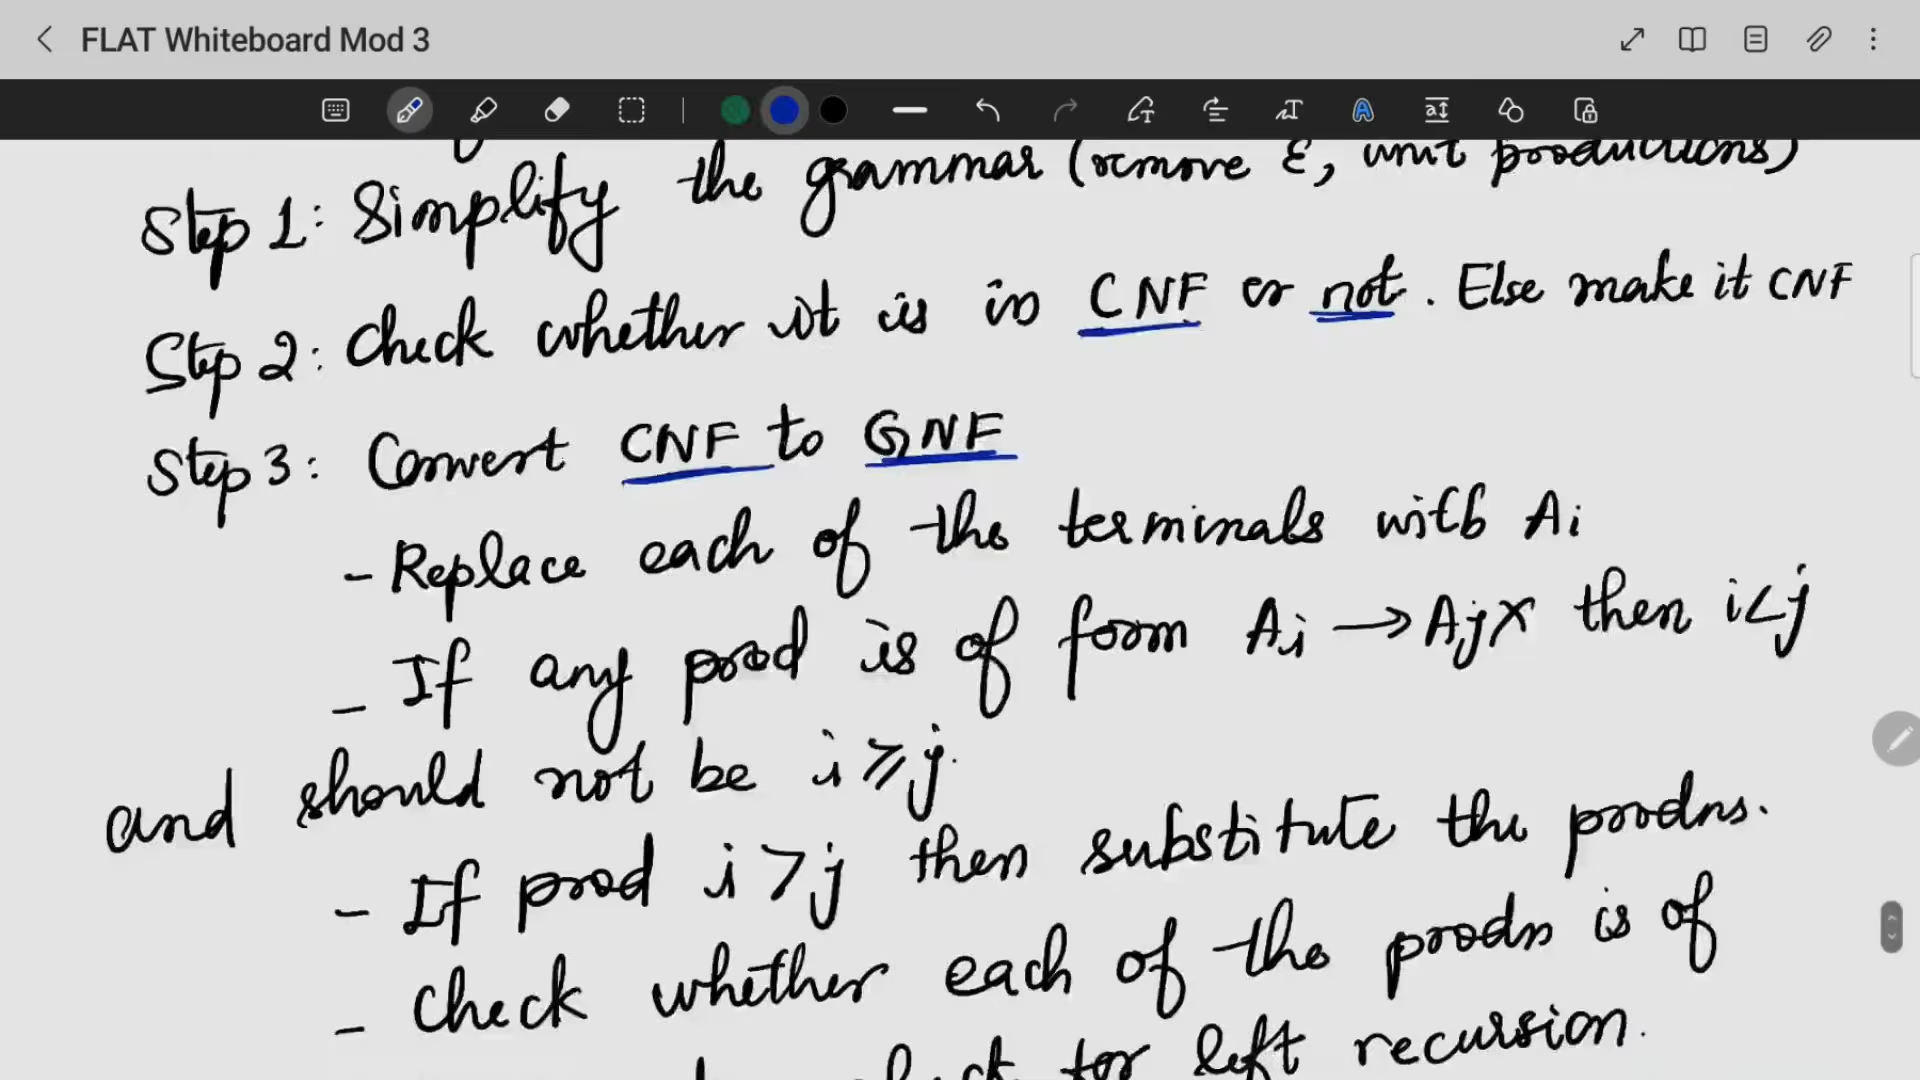 FLAT Whiteboard Mod 3
Step 1: Simplify the grammar (remove ε, unit productions)
Step 2: Check whether it is in CNF or not. Else make it CNF
Step 3: Convert CNF to GNF
- Replace each of the terminals with Ai
- If any prod is of form Ai → AjX then i<j
and should not be i ⩾ j.
- If prod i > j then substitute the prodns.
- Check whether each of the prodn is of
check for left recursion.